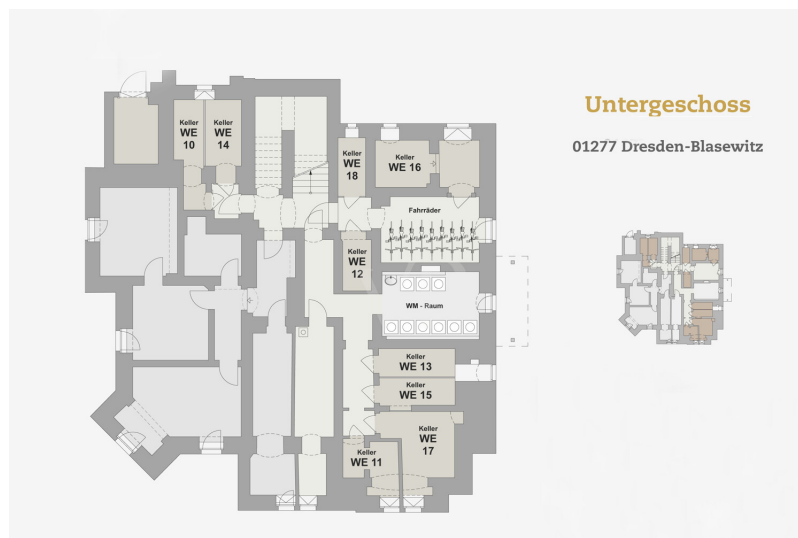 Untergeschoss
01277 Dresden-Blasewitz
Keller
WE
10
Keller
WE
14
Keller
WE
18
Keller
WE 16
Fahrräder
Keller
WE
12
WM - Raum
Keller
WE 13
Keller
WE 15
Keller
WE
17
Keller
WE 11